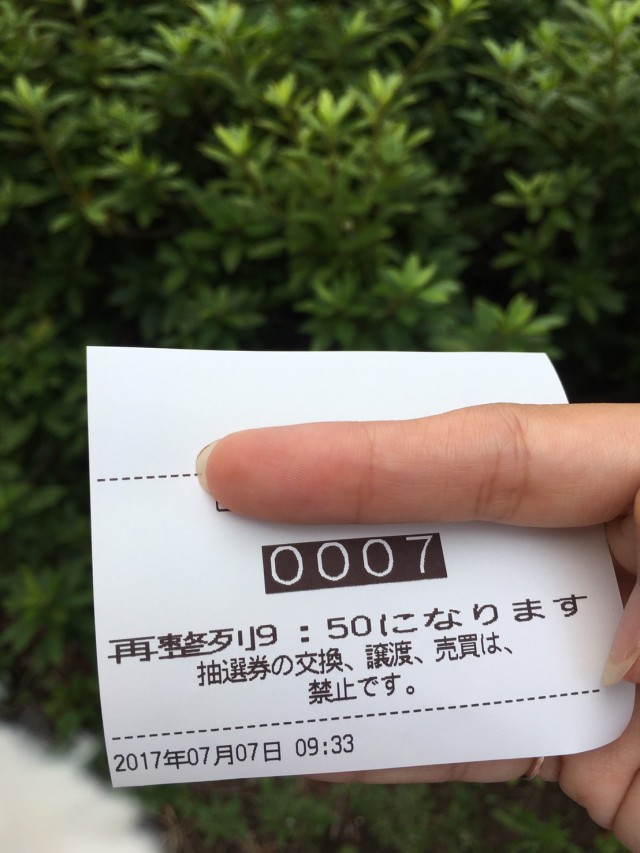 0007
再整列9：50になります
抽選券の交換、譲渡、売買は、
禁止です。
2017年07月07日 09:33